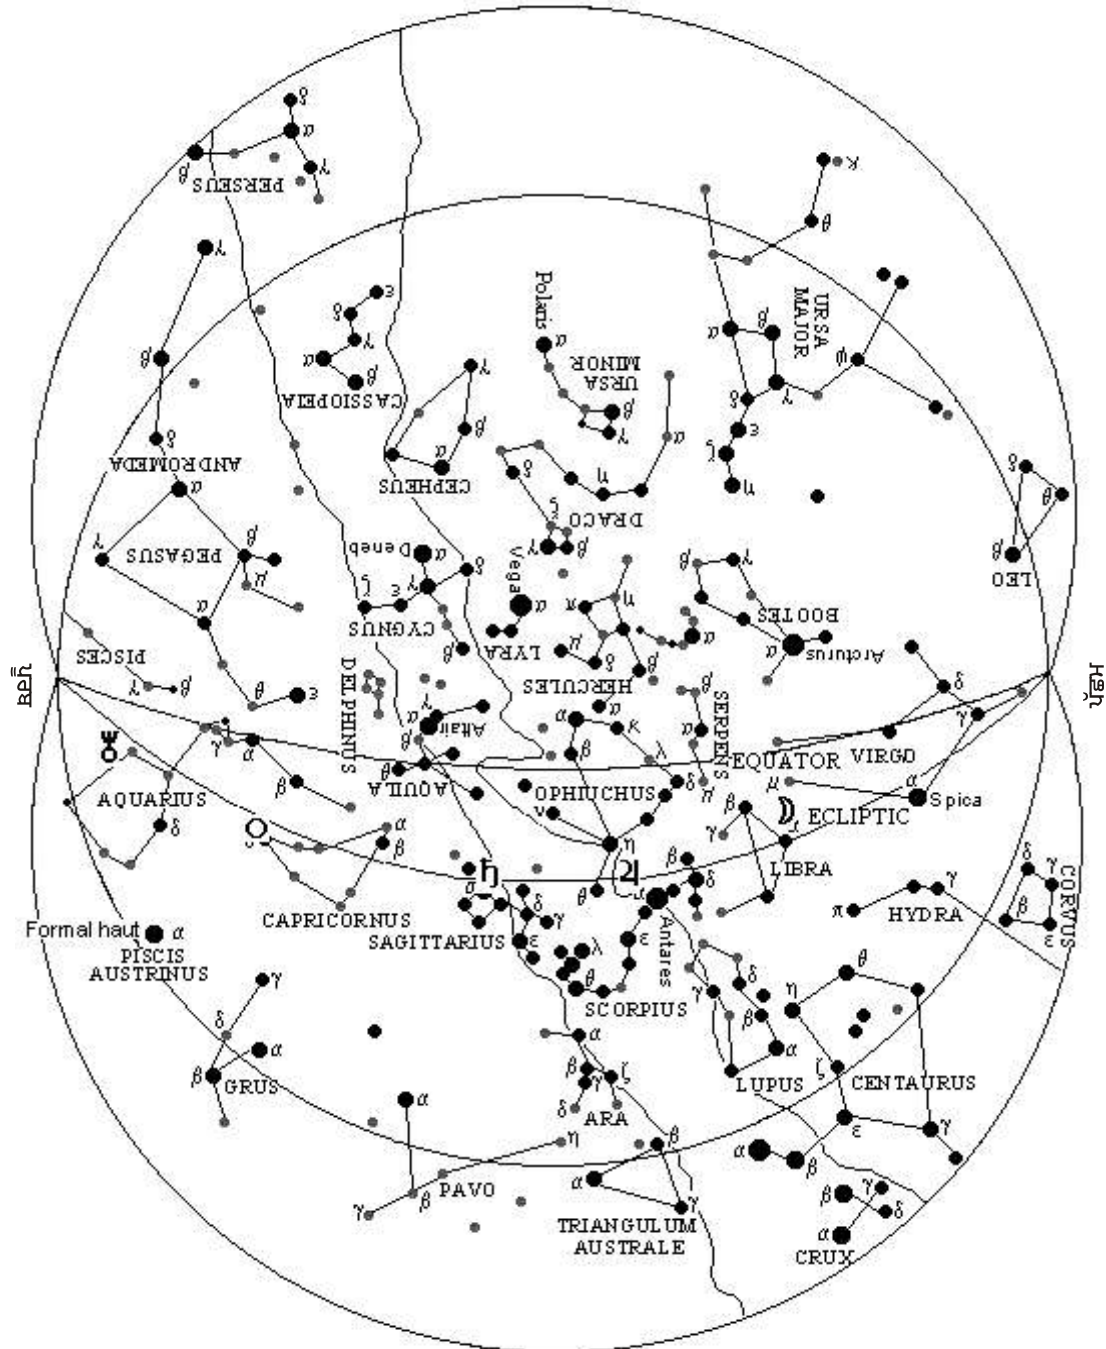 PERSEUS
δ
α
γ
β
κ
θ
Polaris
α
URSA
MINOR
β
γ
URSA
MAJOR
α
β
γ
δ
ε
ζ
η
ψ
γ
β
δ
ANDROMEDA
α
ε
δ
γ
α
β
CASSIOPEIA
γ
β
α
CEPHEUS
α
η
δ
ζ
β
γ
DRACO
δ
θ
β
LEO
γ
β
PEGASUS
μ
α
θ
ε
Deneb
α
γ
ε
ζ
δ
β
CYGNUS
Vega
α
LYRA
π
η
μ
δ
β
α
HERCULES
β
γ
BOOTES
α
Arcturus
α
PISCES
γ
β
DELPHINUS
γ
α
β
Altair
θ
AQUILA
α
κ
β
λ
δ
ν
η
θ
OPHIUCHUS
SERPENS
β
α
μ
EQUATOR
VIRGO
δ
γ
μ
α
Spica
γ
α
β
AQUARIUS
δ
ECLIPTIC
β
γ
LIBRA
α
β
CAPRICORNUS
σ
δ
γ
ε
SAGITTARIUS
β
δ
Antares
ε
λ
θ
SCORPIUS
δ
γ
β
ε
CORVUS
π
γ
HYDRA
Formal haut
α
PISCIS
AUSTRINUS
γ
δ
α
β
GRUS
δ
γ
β
α
LUPUS
θ
η
ζ
ε
γ
α
β
CENTAURUS
α
β
γ
ζ
δ
ARA
α
η
β
γ
PAVO
β
α
γ
TRIANGULUM
AUSTRALE
γ
β
δ
α
CRUX